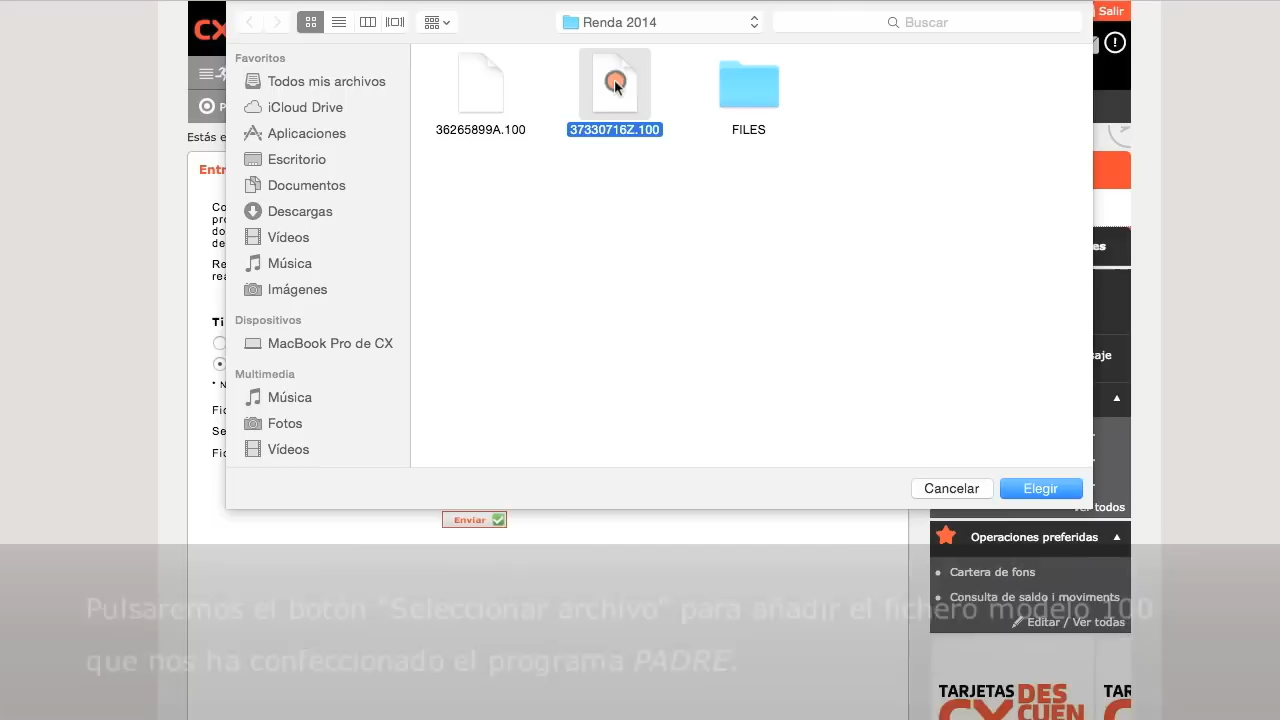 CX
Renda 2014
Buscar
Salir
Favoritos
Todos mis archivos
iCloud Drive
Aplicaciones
Escritorio
Documentos
Descargas
Vídeos
Música
Imágenes
Dispositivos
MacBook Pro de CX
Multimedia
Música
Fotos
Vídeos
36265899A.100
37330716Z.100
FILES
Cancelar
Elegir
P
Estás e
Entr
Co
pro
do
de
Re
rea
Ti
* N
Fic
Se
Fic
Enviar
es
saje
Ver todos
Operaciones preferidas
Cartera de fons
Consulta de saldo i moviments
Editar / Ver todas
Pulsaremos el botón "Seleccionar archivo" para añadir el fichero modelo 100
que nos ha confeccionado el programa PADRE.
TARJETAS DES
CX CUEN
TAR